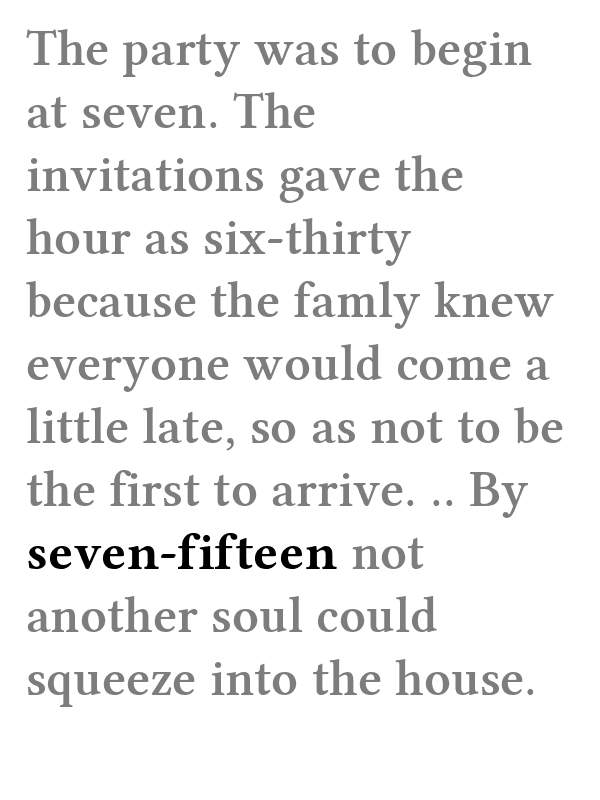 The party was to begin
at seven. The
invitations gave the
hour as six-thirty
because the famly knew
everyone would come a
little late, so as not to be
the first to arrive. .. By
seven-fifteen not
another soul could
squeeze into the house.